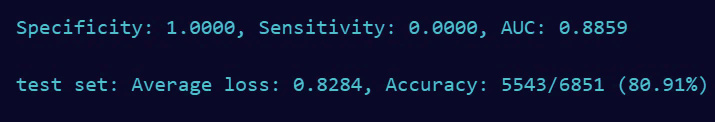 Specificity: 1.0000, Sensitivity: 0.0000, AUC: 0.8859
test set: Average loss: 0.8284, Accuracy: 5543/6851 (80.91%)